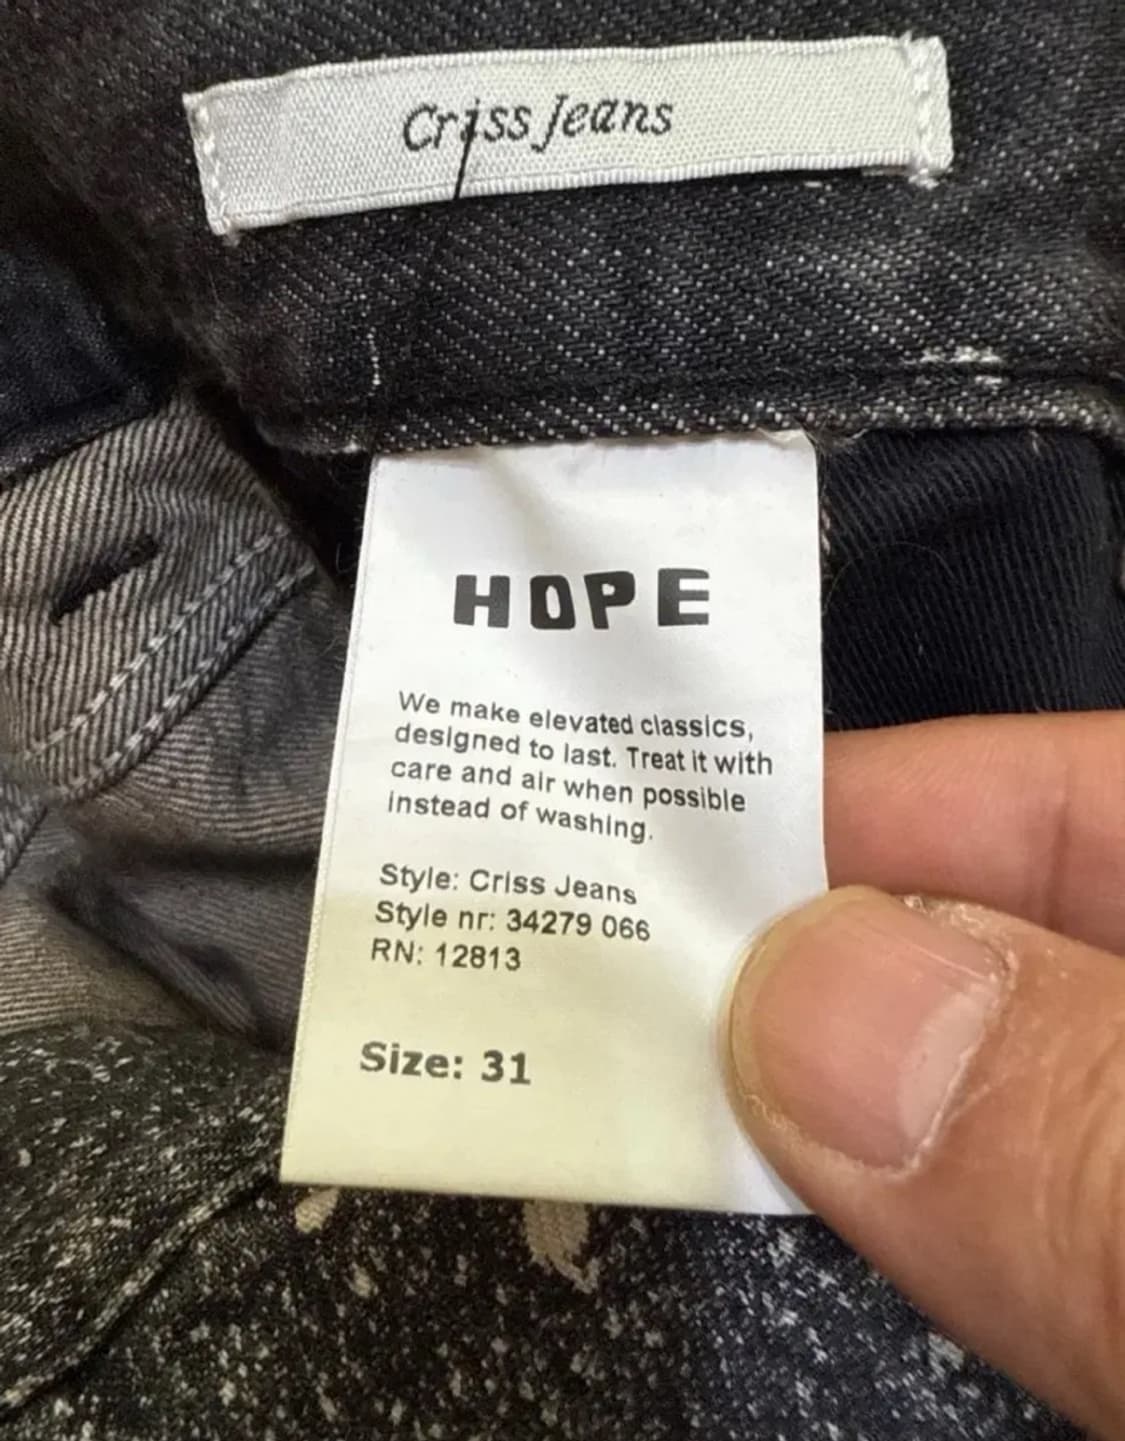 Criss Jeans
HOPE
We make elevated classics,
designed to last. Treat it with
care and air when possible
instead of washing.
Style: Criss Jeans
Style nr: 34279 066
RN: 12813
Size: 31